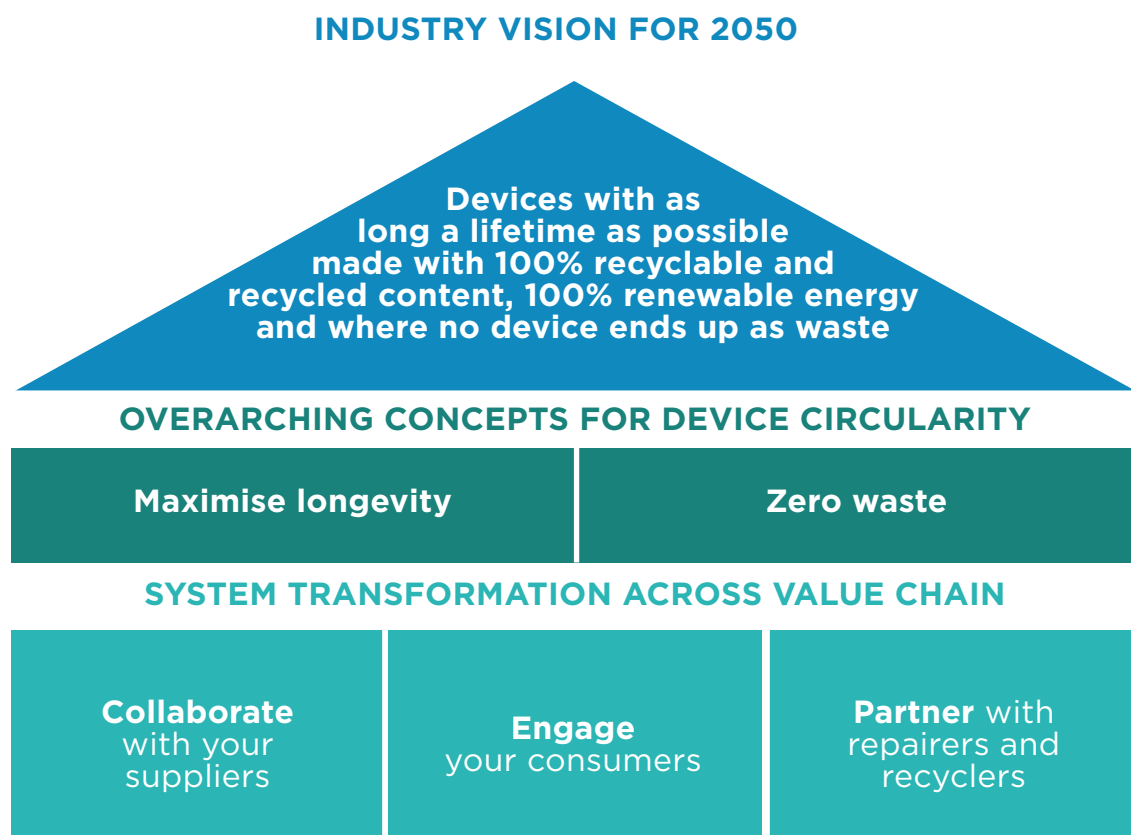 INDUSTRY VISION FOR 2050
Devices with as
long a lifetime as possible
made with 100% recyclable and
recycled content, 100% renewable energy
and where no device ends up as waste
OVERARCHING CONCEPTS FOR DEVICE CIRCULARITY
Maximise longevity
Zero waste
SYSTEM TRANSFORMATION ACROSS VALUE CHAIN
Collaborate
with your
suppliers
Engage
your consumers
Partner with
repairers and
recyclers